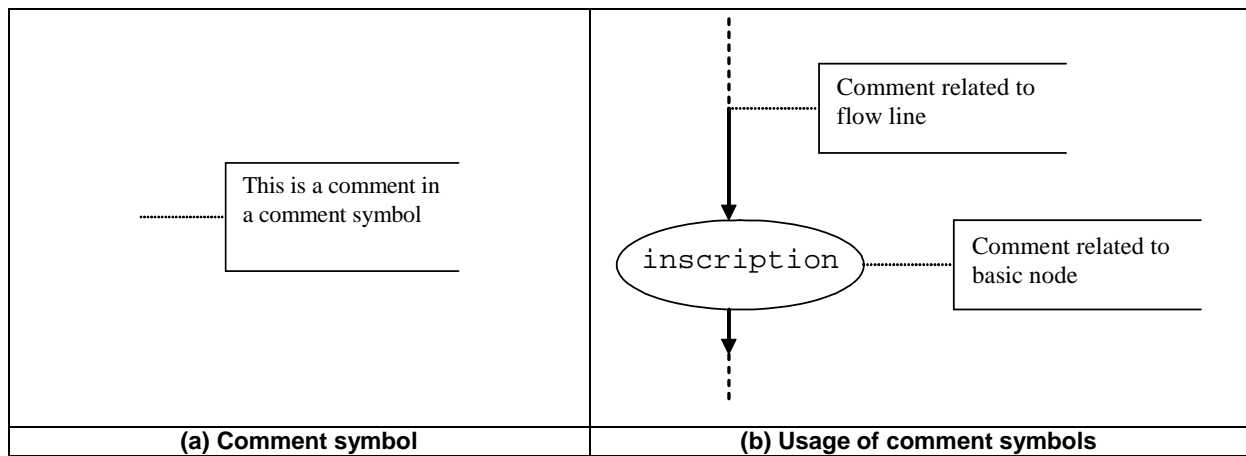 This is a comment in
a comment symbol
(a) Comment symbol
Comment related to
flow line
inscription
Comment related to
basic node
(b) Usage of comment symbols